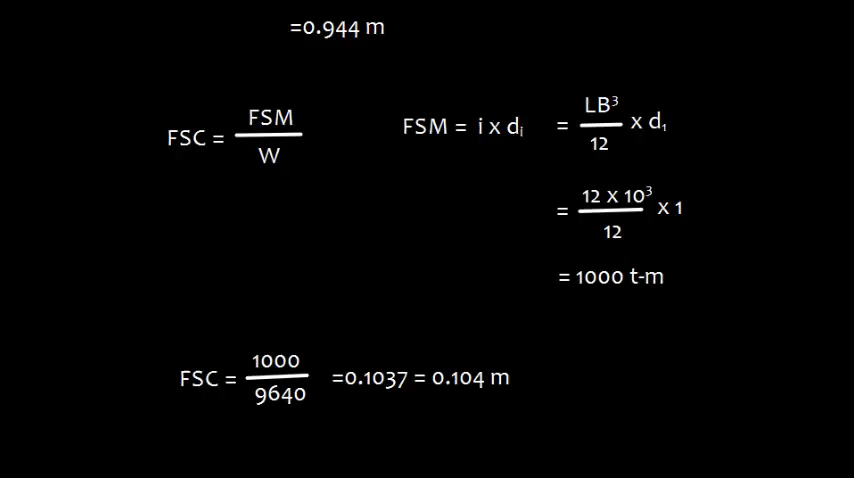 =0.944 m
FSC = FSM / W
FSM = i x dᵢ = LB³ / 12 x d₁
= 12 x 10³ / 12 x 1
= 1000 t-m
FSC = 1000 / 9640 =0.1037 = 0.104 m